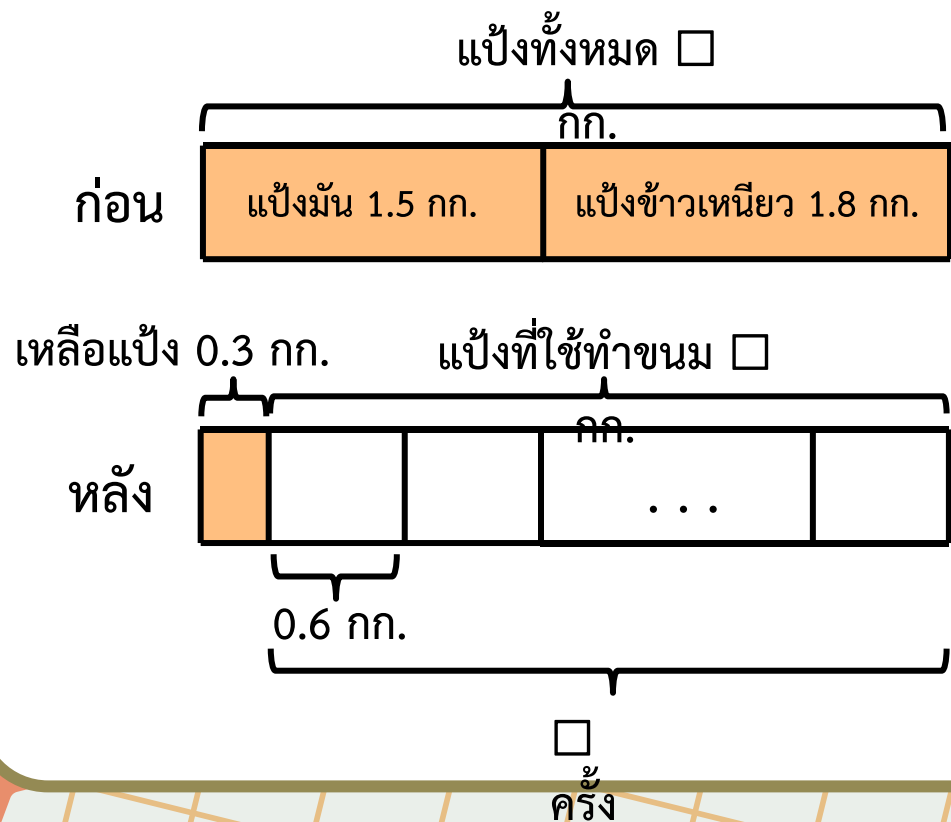 แป้งทั้งหมด □
กก.
ก่อน
แป้งมัน 1.5 กก.
แป้งข้าวเหนียว 1.8 กก.
เหลือแป้ง 0.3 กก.
แป้งที่ใช้ทำขนม □
กก.
หลัง
. . .
0.6 กก.
□
ครั้ง